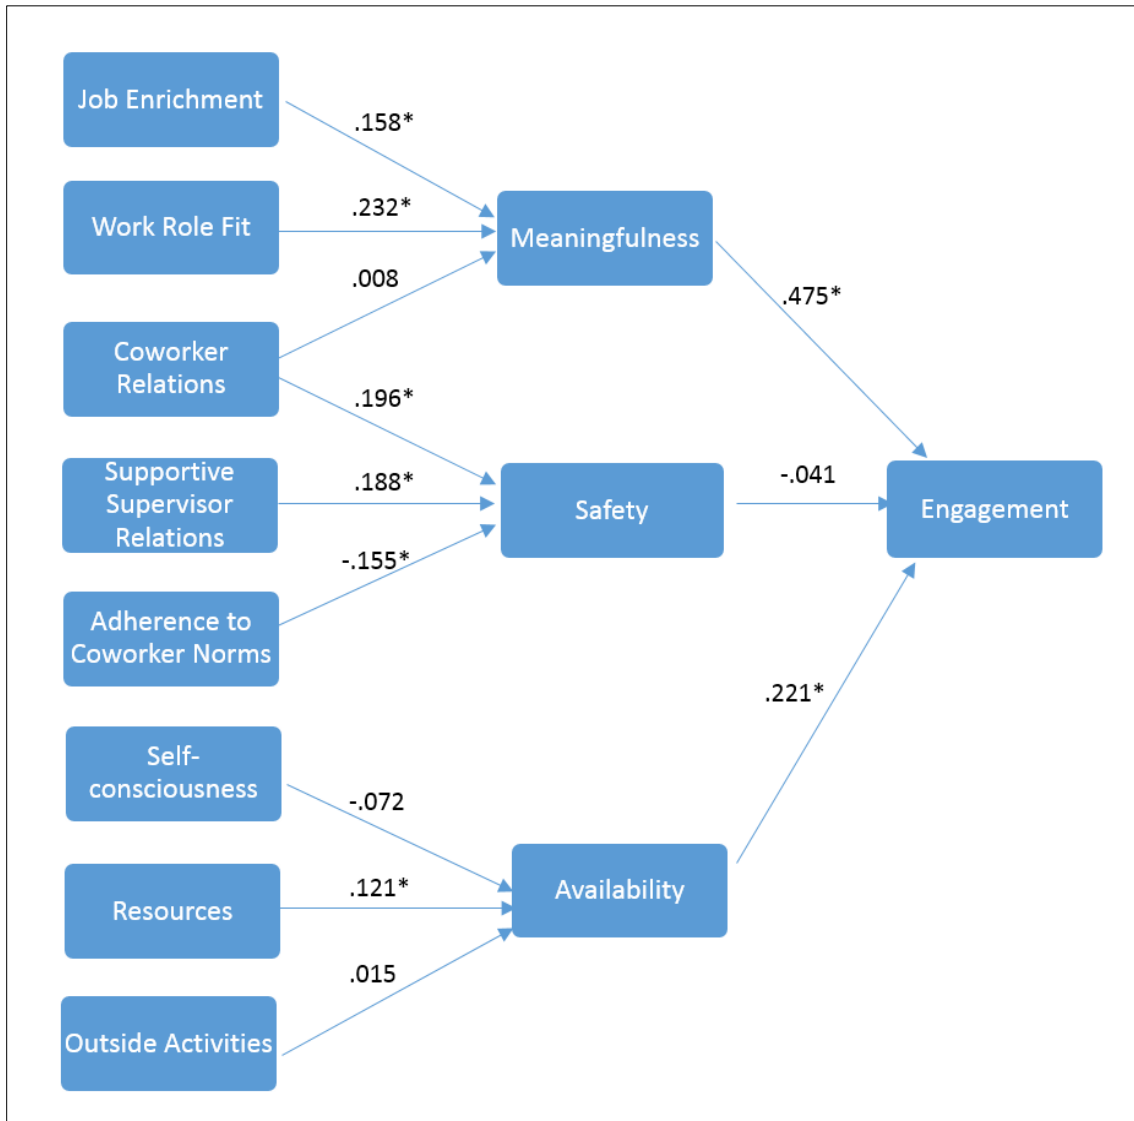 Job Enrichment
.158*
Work Role Fit
.232*
Meaningfulness
.008
.475*
Coworker
Relations
.196*
Supportive
Supervisor
Relations
.188*
Safety
-.041
Engagement
-.155*
Adherence to
Coworker Norms
.221*
Self-
consciousness
-.072
Resources
.121*
Availability
.015
Outside Activities